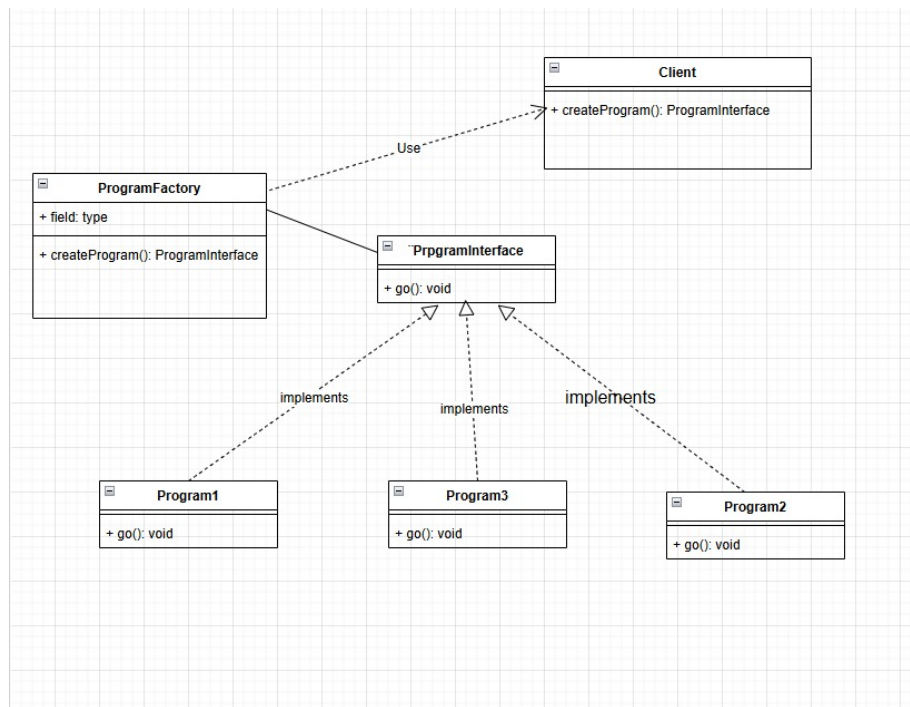 Client
+ createProgram(): ProgramInterface
Use
ProgramFactory
+ field: type
+ createProgram(): ProgramInterface
¨PrpgramInterface
+ go(): void
implements
implements
implements
Program1
+ go(): void
Program3
+ go(): void
Program2
+ go(): void